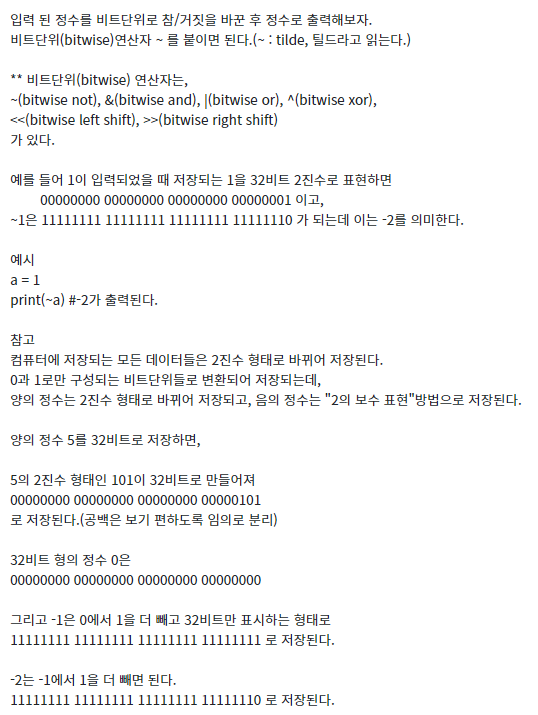 입력 된 정수를 비트단위로 참/거짓을 바꾼 후 정수로 출력해보자.
비트단위(bitwise)연산자 ~ 를 붙이면 된다.(~ : tilde, 틸드라고 읽는다.)
** 비트단위(bitwise) 연산자는,
~(bitwise not), &(bitwise and), |(bitwise or), ^(bitwise xor),
<<(bitwise left shift), >>(bitwise right shift)
가 있다.
예를 들어 1이 입력되었을 때 저장되는 1을 32비트 2진수로 표현하면
00000000 00000000 00000000 00000001 이고,
~1은 11111111 11111111 11111111 11111110 가 되는데 이는 -2를 의미한다.
예시
a = 1
print(~a) #-2가 출력된다.
참고
컴퓨터에 저장되는 모든 데이터들은 2진수 형태로 바뀌어 저장된다.
0과 1로만 구성되는 비트단위들로 변환되어 저장되는데,
양의 정수는 2진수 형태로 바뀌어 저장되고, 음의 정수는 "2의 보수 표현"방법으로 저장된다.
양의 정수 5를 32비트로 저장하면,
5의 2진수 형태인 101이 32비트로 만들어져
00000000 00000000 00000000 00000101
로 저장된다.(공백은 보기 편하도록 임의로 분리)
32비트 형의 정수 0은
00000000 00000000 00000000 00000000
그리고 -1은 0에서 1을 더 빼고 32비트만 표시하는 형태로
11111111 11111111 11111111 11111111 로 저장된다.
-2는 -1에서 1을 더 빼면 된다.
11111111 11111111 11111111 11111110 로 저장된다.